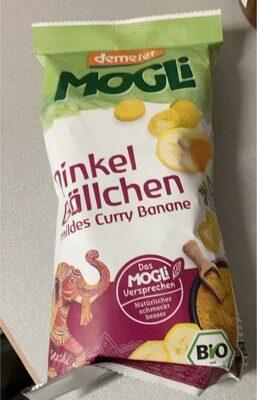 demeter
MOGLi
inkel
ällchen
mildes Curry Banane
Das
MOGLi
Versprechen
Natürlicher
schmeckt
besser
BiO